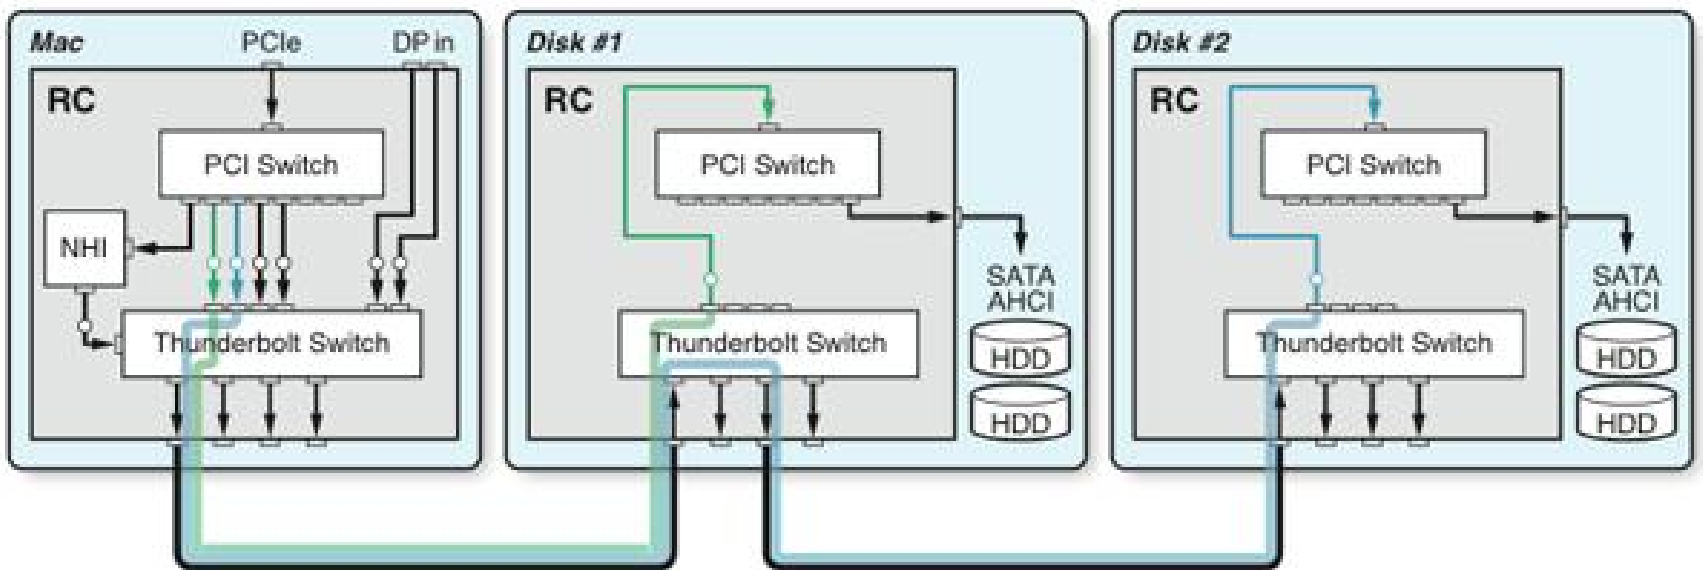 Mac
PCIe
DP in
RC
PCI Switch
NHI
Thunderbolt Switch
Disk #1
RC
PCI Switch
SATA
AHCI
Thunderbolt Switch
HDD
HDD
Disk #2
RC
PCI Switch
SATA
AHCI
Thunderbolt Switch
HDD
HDD